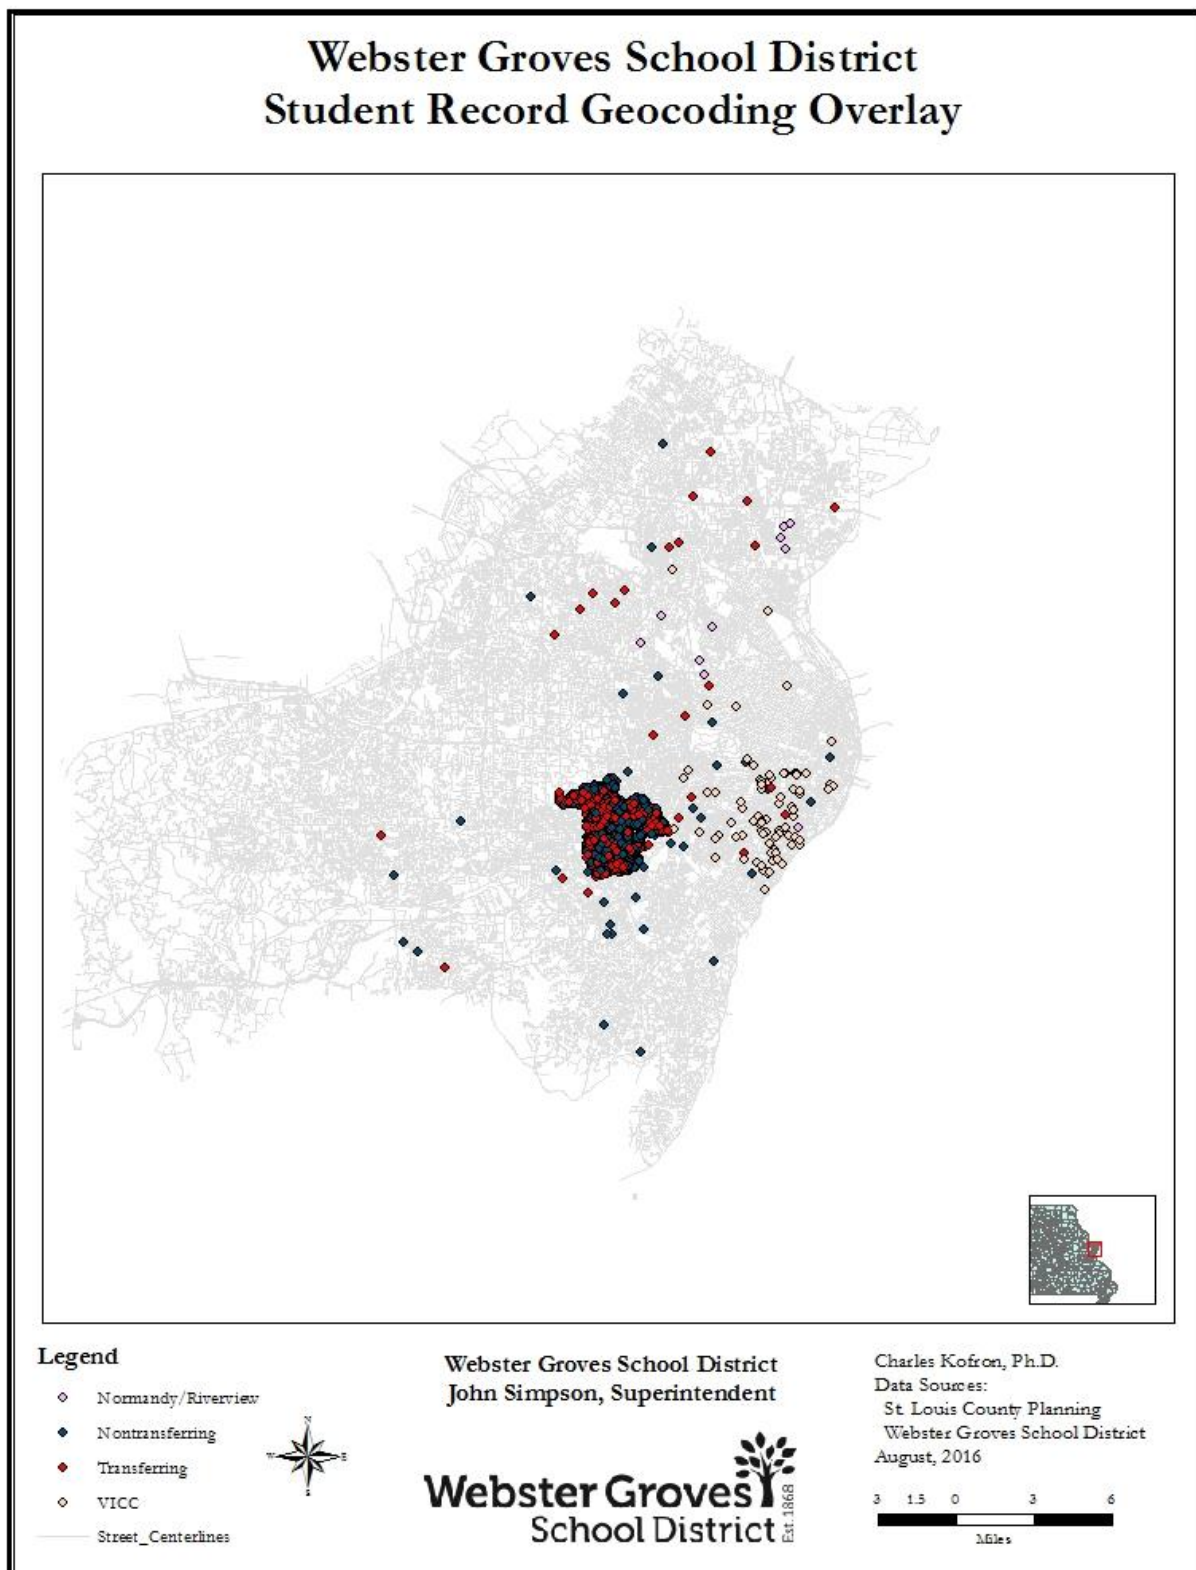 Webster Groves School District
Student Record Geocoding Overlay
Legend
Normandy/Riverview
Nontransferring
Transferring
VICC
Street_Centerlines
N
W E
S
Webster Groves School District
John Simpson, Superintendent
Webster Groves
School District
Est. 1868
Charles Kofron, Ph.D.
Data Sources:
St. Louis County Planning
Webster Groves School District
August, 2016
3 1.5 0 3 6
Miles